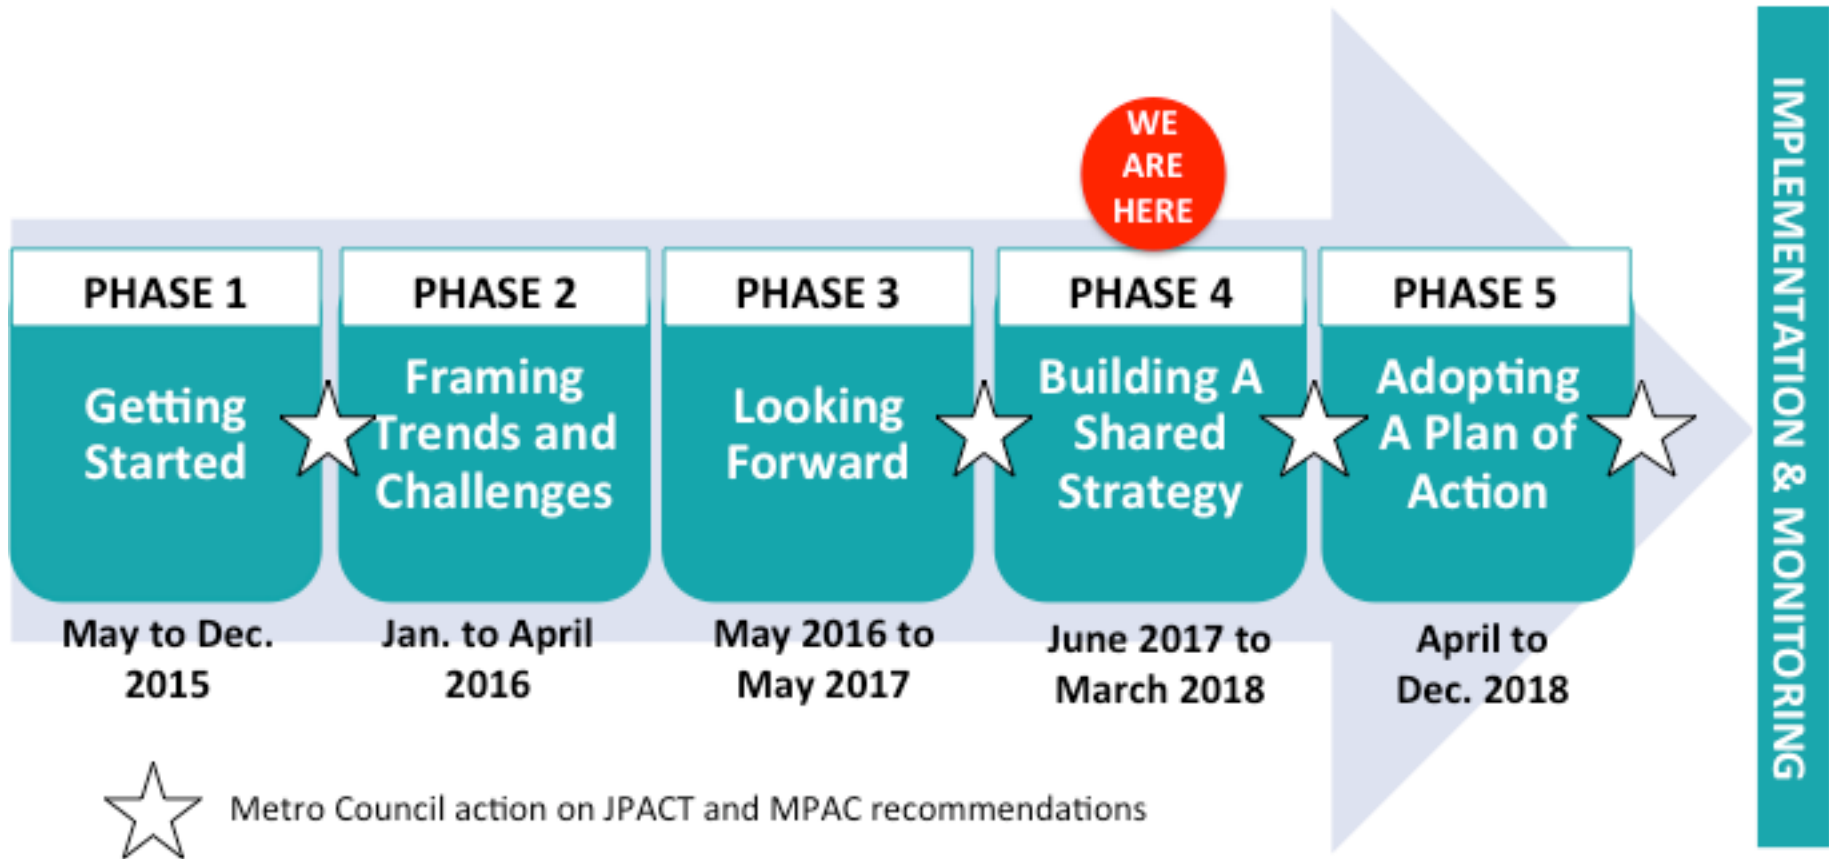 WE
ARE
HERE
PHASE 1
Getting
Started
May to Dec.
2015
PHASE 2
Framing
Trends and
Challenges
Jan. to April
2016
PHASE 3
Looking
Forward
May 2016 to
May 2017
PHASE 4
Building A
Shared
Strategy
June 2017 to
March 2018
PHASE 5
Adopting
A Plan of
Action
April to
Dec. 2018
IMPLEMENTATION & MONITORING
Metro Council action on JPACT and MPAC recommendations